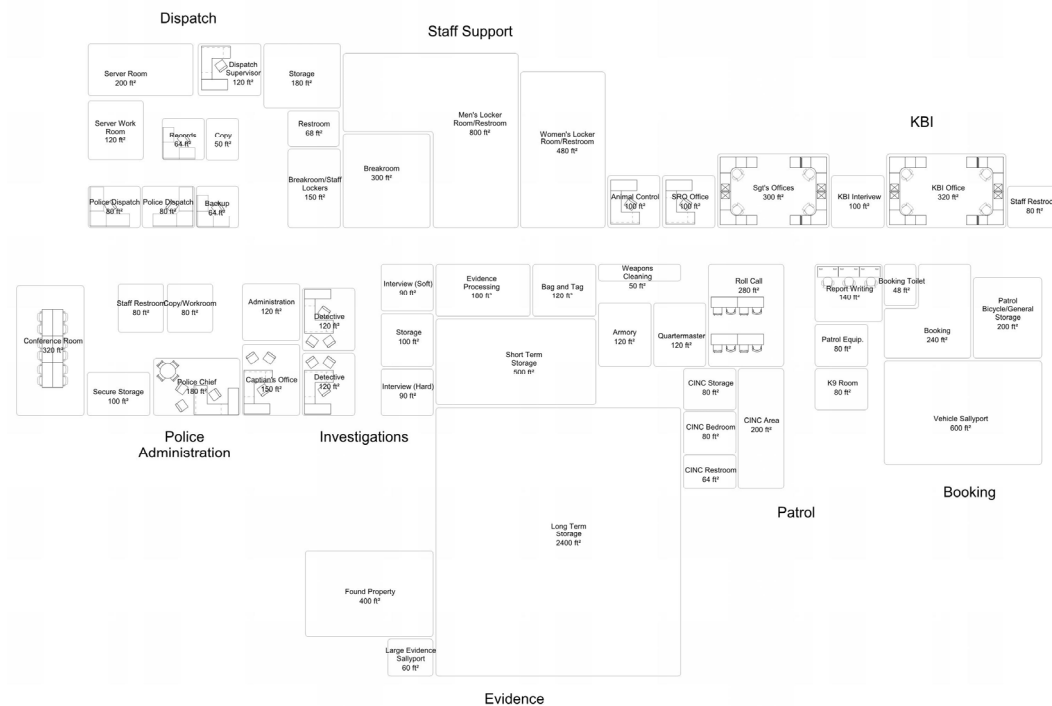 Dispatch
Staff Support
Server Room
200 ft²
Dispatch
Supervisor
120 ft²
Storage
180 ft²
Men's Locker
Room/Restroom
800 ft²
Women's Locker
Room/Restroom
480 ft²
Server Work
Room
120 ft²
Records
64 ft²
Copy
50 ft²
Restroom
68 ft²
Breakroom/Staff
Lockers
150 ft²
Breakroom
300 ft²
KBI
Police Dispatch
80 ft²
Police Dispatch
80 ft²
Backup
64 ft²
Animal Control
100 ft²
SRO Office
100 ft²
Sgt's Offices
300 ft²
KBI Interivew
100 ft²
KBI Office
320 ft²
Staff Restroo
80 ft²
Conference Room
320 ft²
Staff Restroom
80 ft²
Copy/Workroom
80 ft²
Administration
120 ft²
Detective
120 ft²
Interview (Soft)
90 ft²
Evidence
Processing
180 ft²
Bag and Tag
120 ft²
Weapons
Cleaning
50 ft²
Roll Call
280 ft²
Report Writing
140 ft²
Booking Toilet
48 ft²
Patrol
Bicycle/General
Storage
200 ft²
Storage
100 ft²
Short Term
Storage
500 ft²
Armory
120 ft²
Quartermaster
120 ft²
Patrol Equip.
80 ft²
Booking
240 ft²
Secure Storage
100 ft²
Police Chief
180 ft²
Captian's Office
150 ft²
Detective
120 ft²
Interview (Hard)
90 ft²
CINC Storage
80 ft²
K9 Room
80 ft²
CINC Bedroom
80 ft²
CINC Area
200 ft²
Vehicle Sallyport
600 ft²
Police
Administration
Investigations
CINC Restroom
64 ft²
Booking
Patrol
Long Term
Storage
2400 ft²
Found Property
400 ft²
Large Evidence
Sallyport
60 ft²
Evidence